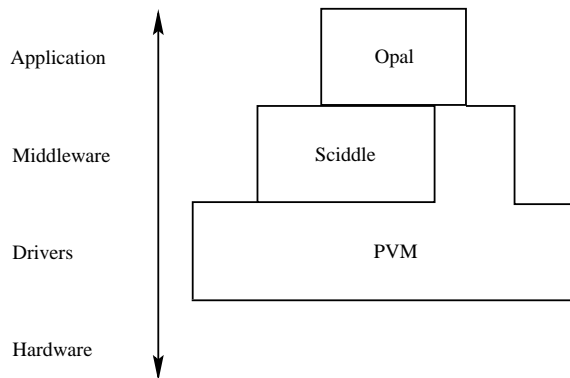 Application
Opal
Middleware
Sciddle
Drivers
PVM
Hardware